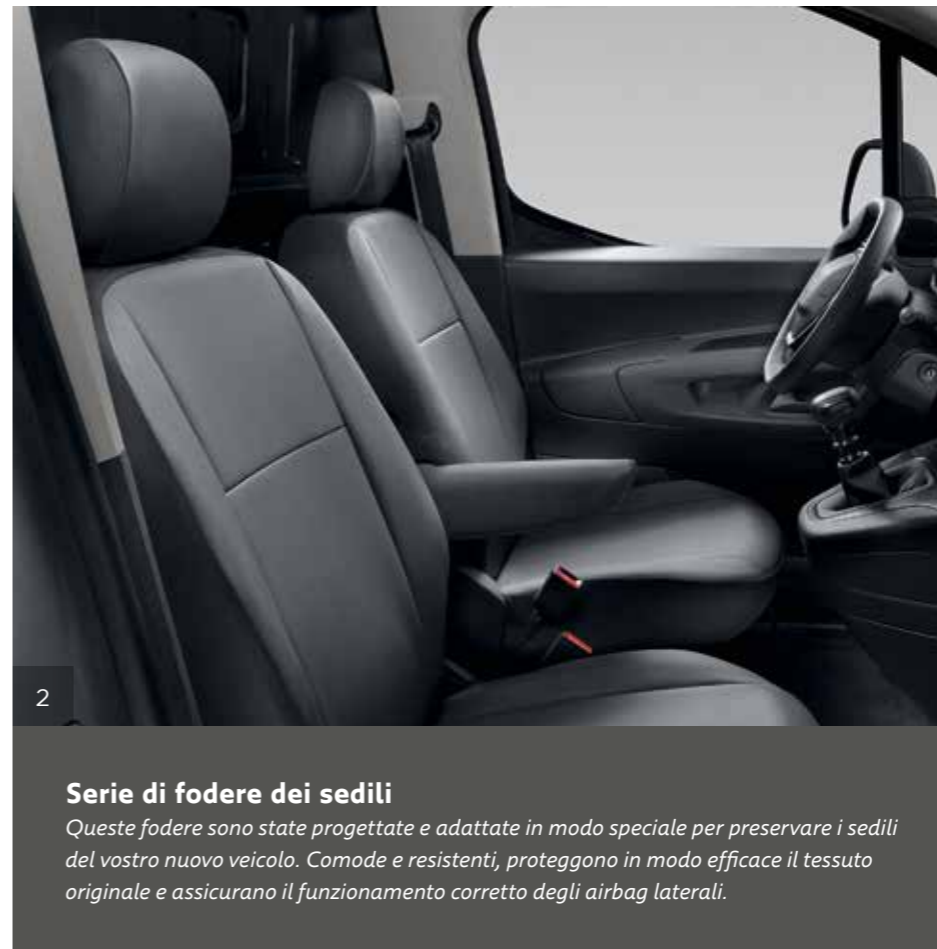 2
Serie di fodere dei sedili
Queste fodere sono state progettate e adattate in modo speciale per preservare i sedili
del vostro nuovo veicolo. Comode e resistenti, proteggono in modo efficace il tessuto
originale e assicurano il funzionamento corretto degli airbag laterali.